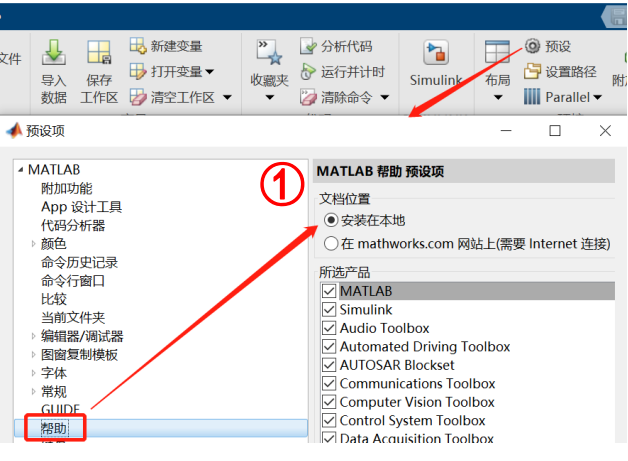 文件
导入
数据
保存
工作区
新建变量
打开变量
清空工作区
收藏夹
分析代码
运行并计时
清除命令
Simulink
布局
预设
设置路径
Parallel
附加
预设项
①
MATLAB
附加功能
App 设计工具
代码分析器
颜色
命令历史记录
命令行窗口
比较
当前文件夹
编辑器/调试器
图窗复制模板
字体
常规
GUIDE
帮助
MATLAB 帮助 预设项
文档位置
安装在本地
在 mathworks.com 网站上(需要 Internet 连接)
所选产品
MATLAB
Simulink
Audio Toolbox
Automated Driving Toolbox
AUTOSAR Blockset
Communications Toolbox
Computer Vision Toolbox
Control System Toolbox
Data Acquisition Toolbox